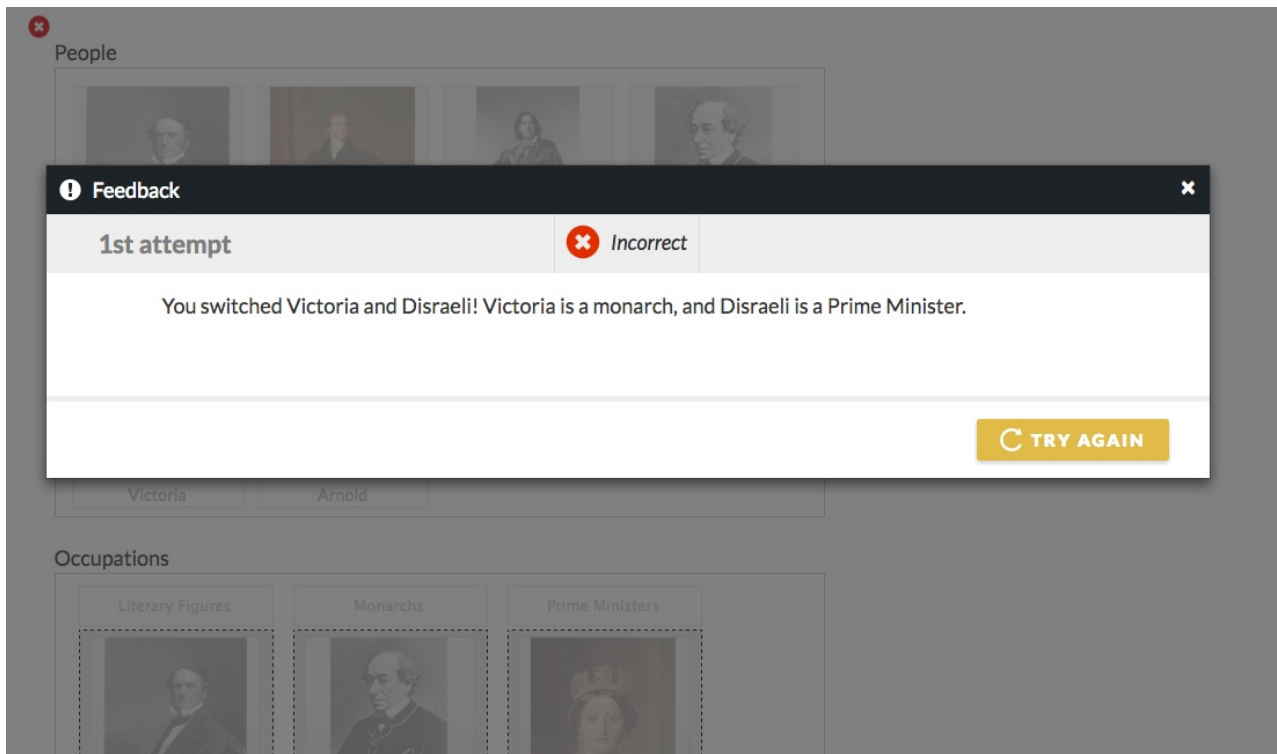 People
Feedback
1st attempt
Incorrect
You switched Victoria and Disraeli! Victoria is a monarch, and Disraeli is a Prime Minister.
TRY AGAIN
Victoria Arnold
Occupations
Literary Figures Monarchs Prime Ministers